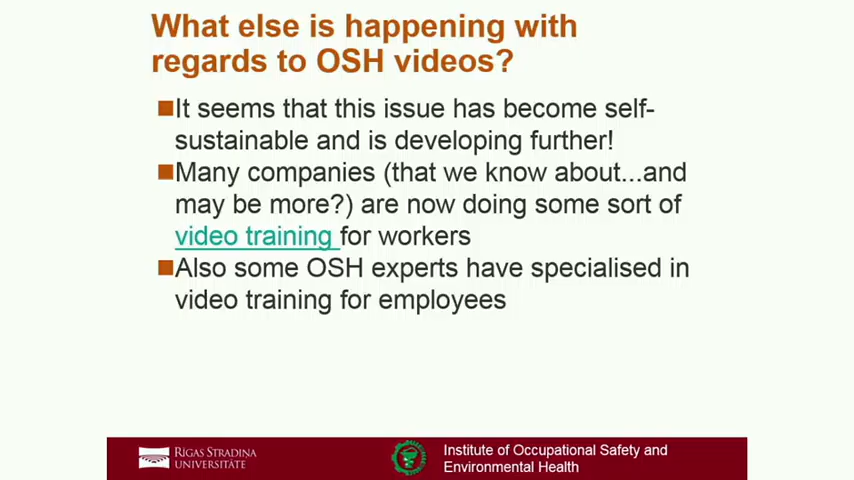 What else is happening with
regards to OSH videos?
It seems that this issue has become self-
sustainable and is developing further!
Many companies (that we know about...and
may be more?) are now doing some sort of
video training for workers
Also some OSH experts have specialised in
video training for employees
RĪGAS STRADIŅA
UNIVERSITĀTE
Institute of Occupational Safety and
Environmental Health